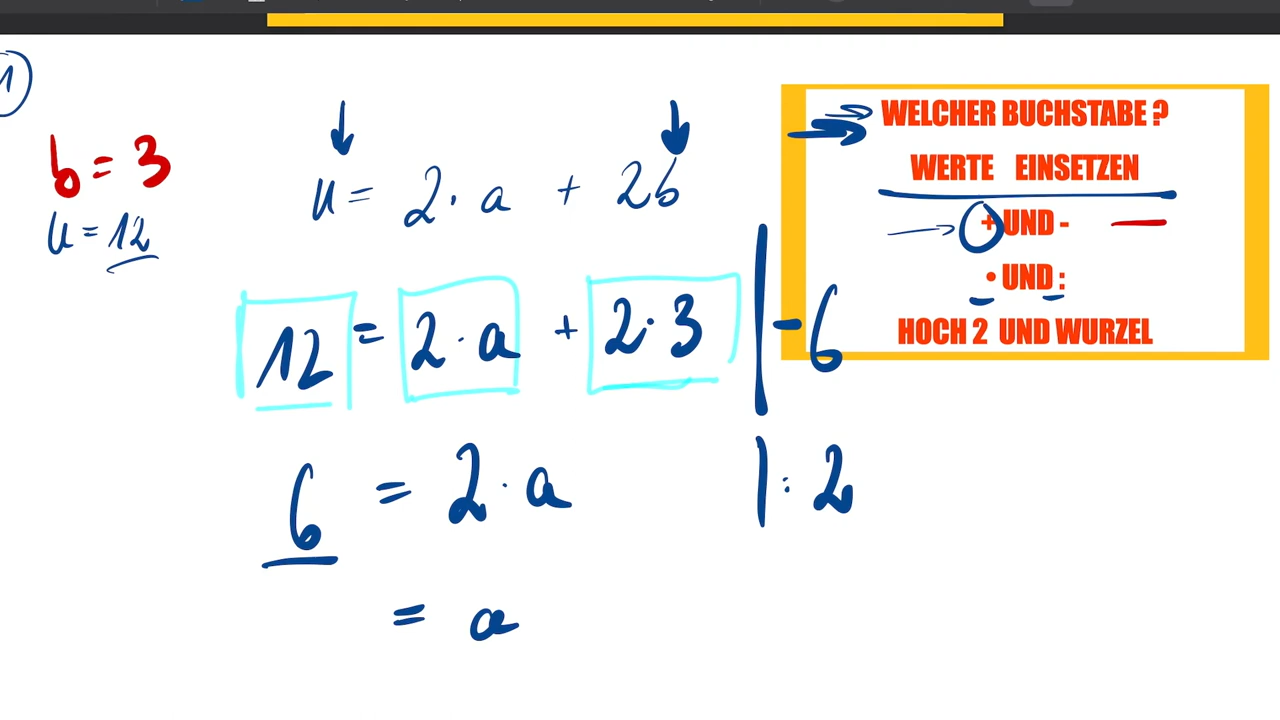 1
b = 3
u = 12
u = 2 · a + 2b
12 = 2 · a + 2 · 3 | - 6
6 = 2 · a | : 2
= a
WELCHER BUCHSTABE ?
WERTE EINSETZEN
+ UND -
• UND :
HOCH 2 UND WURZEL